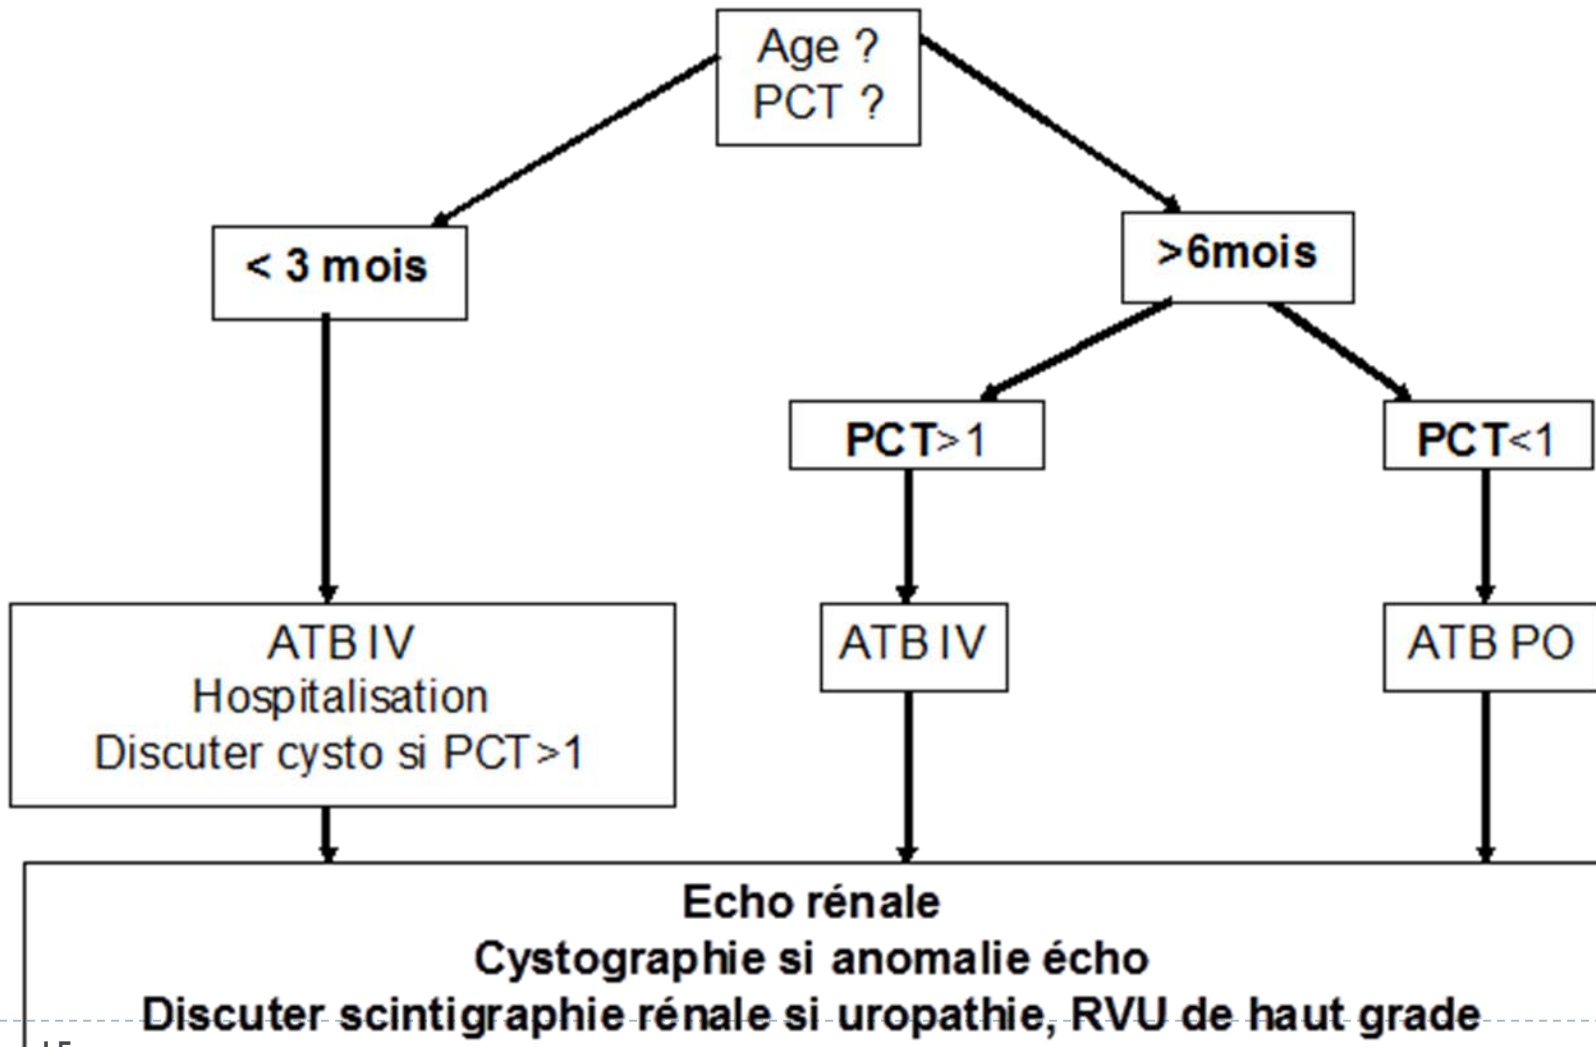 Age ?
PCT ?
< 3 mois
>6mois
PCT>1
PCT<1
ATB IV
Hospitalisation
Discuter cysto si PCT>1
ATB IV
ATB PO
Echo rénale
Cystographie si anomalie écho
Discuter scintigraphie rénale si uropathie, RVU de haut grade